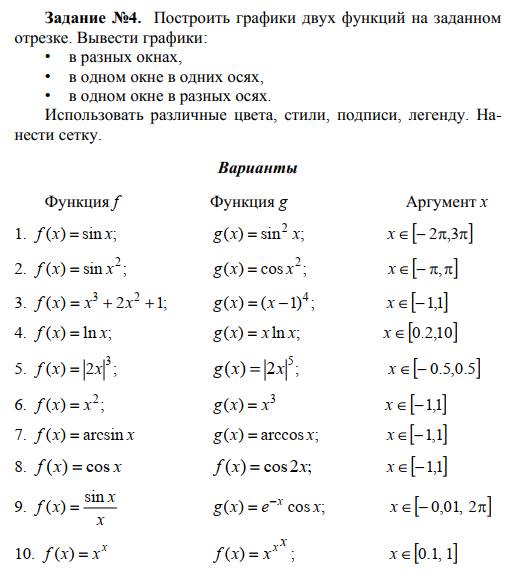 Задание №4. Построить графики двух функций на заданном
отрезке. Вывести графики:
• в разных окнах,
• в одном окне в одних осях,
• в одном окне в разных осях.
Использовать различные цвета, стили, подписи, легенду. На-
нести сетку.
Варианты
Функция f Функция g Аргумент x
1. f(x) = sin x; g(x) = sin² x; x ∈ [− 2π,3π]
2. f(x) = sin x²; g(x) = cos x²; x ∈ [− π, π]
3. f(x) = x³ + 2x² + 1; g(x) = (x − 1)⁴; x ∈ [− 1,1]
4. f(x) = ln x; g(x) = x ln x; x ∈ [0.2,10]
5. f(x) = |2x|³; g(x) = |2x|⁵; x ∈ [− 0.5,0.5]
6. f(x) = x²; g(x) = x³ x ∈ [− 1,1]
7. f(x) = arcsin x g(x) = arccos x; x ∈ [− 1,1]
8. f(x) = cos x f(x) = cos 2x; x ∈ [− 1,1]
9. f(x) = sin x / x g(x) = e⁻ˣ cos x; x ∈ [− 0,01, 2π]
10. f(x) = x^x f(x) = x^x^x; x ∈ [0.1, 1]